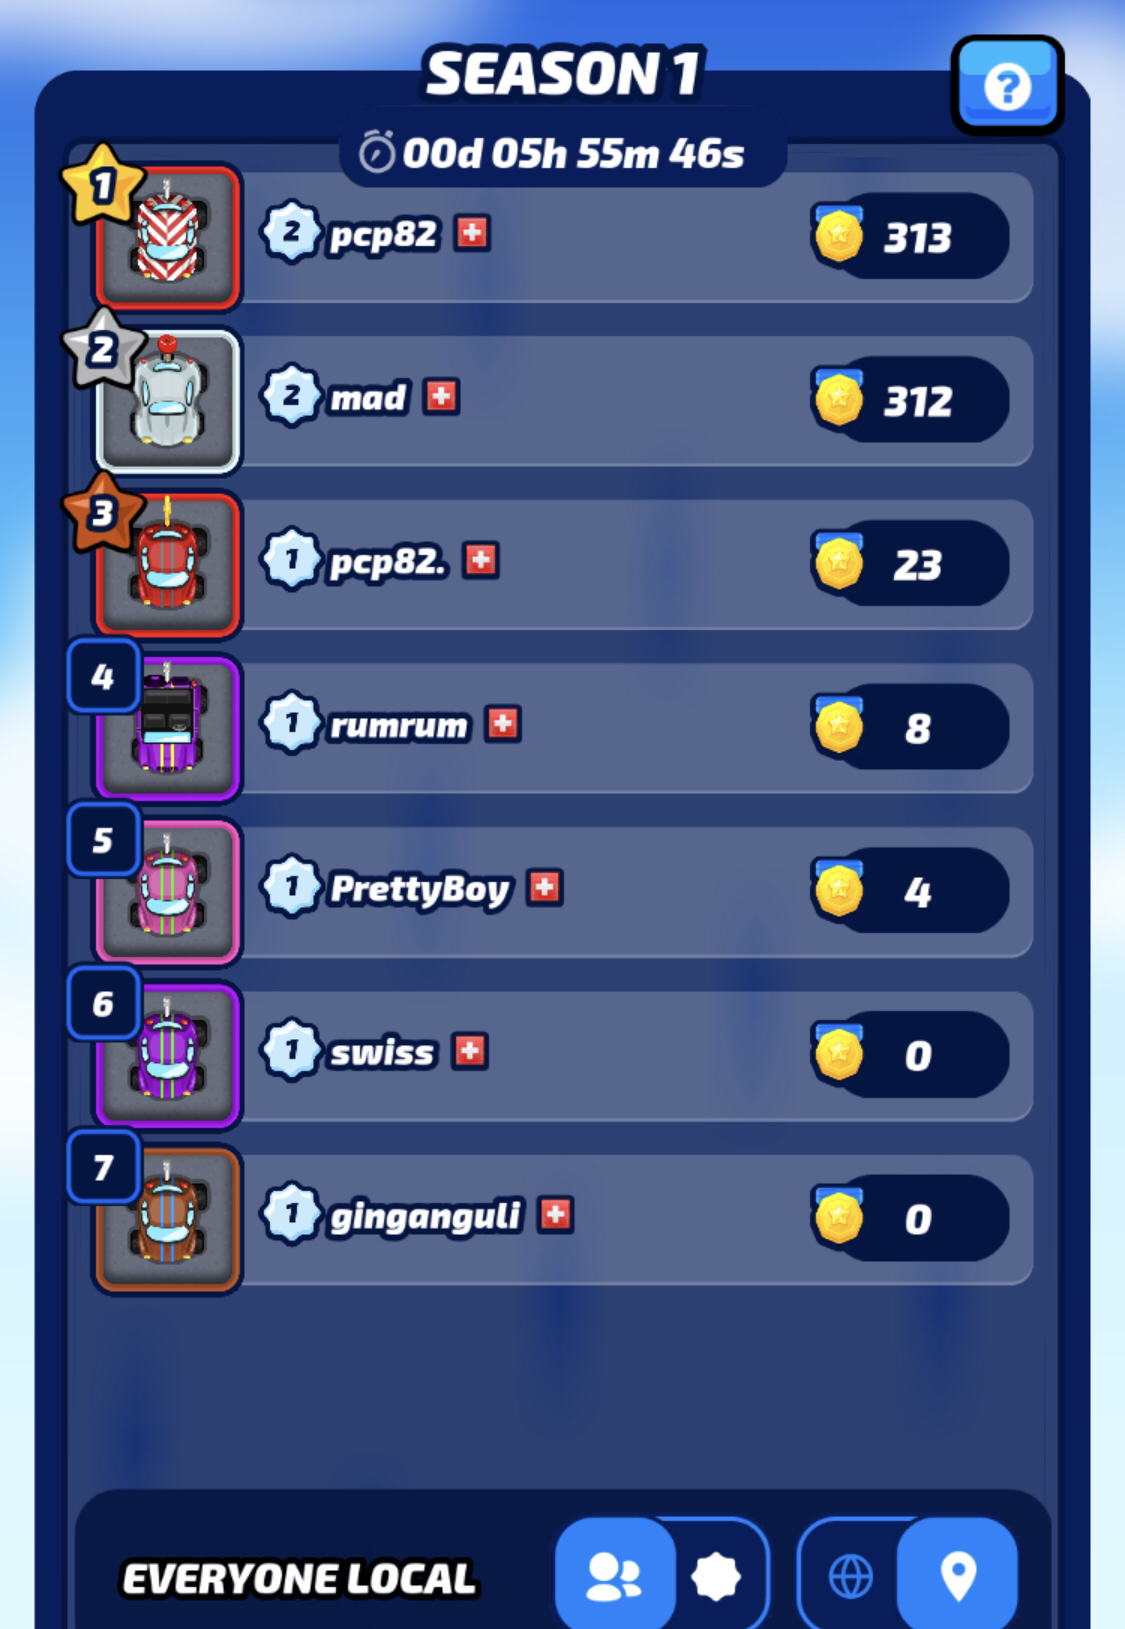 SEASON 1
?
00d 05h 55m 46s
1 2 pcp82 313
2 2 mad 312
3 1 pcp82. 23
4 1 rumrum 8
5 1 PrettyBoy 4
6 1 swiss 0
7 1 ginganguli 0
EVERYONE LOCAL